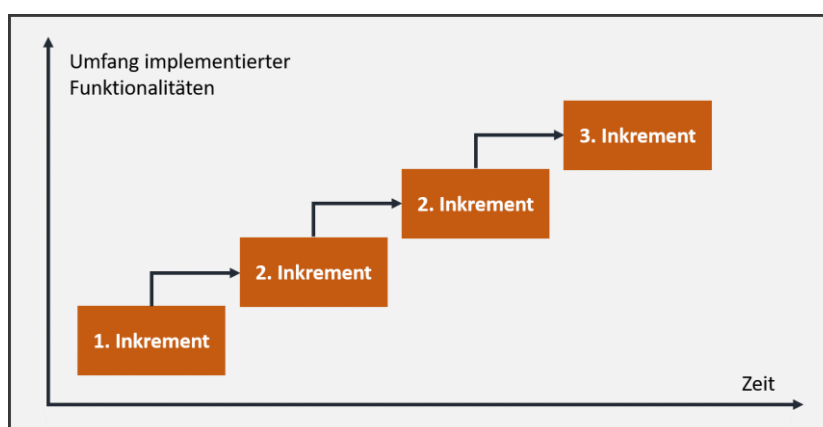 Umfang implementierter
Funktionalitäten
3. Inkrement
2. Inkrement
2. Inkrement
1. Inkrement
Zeit